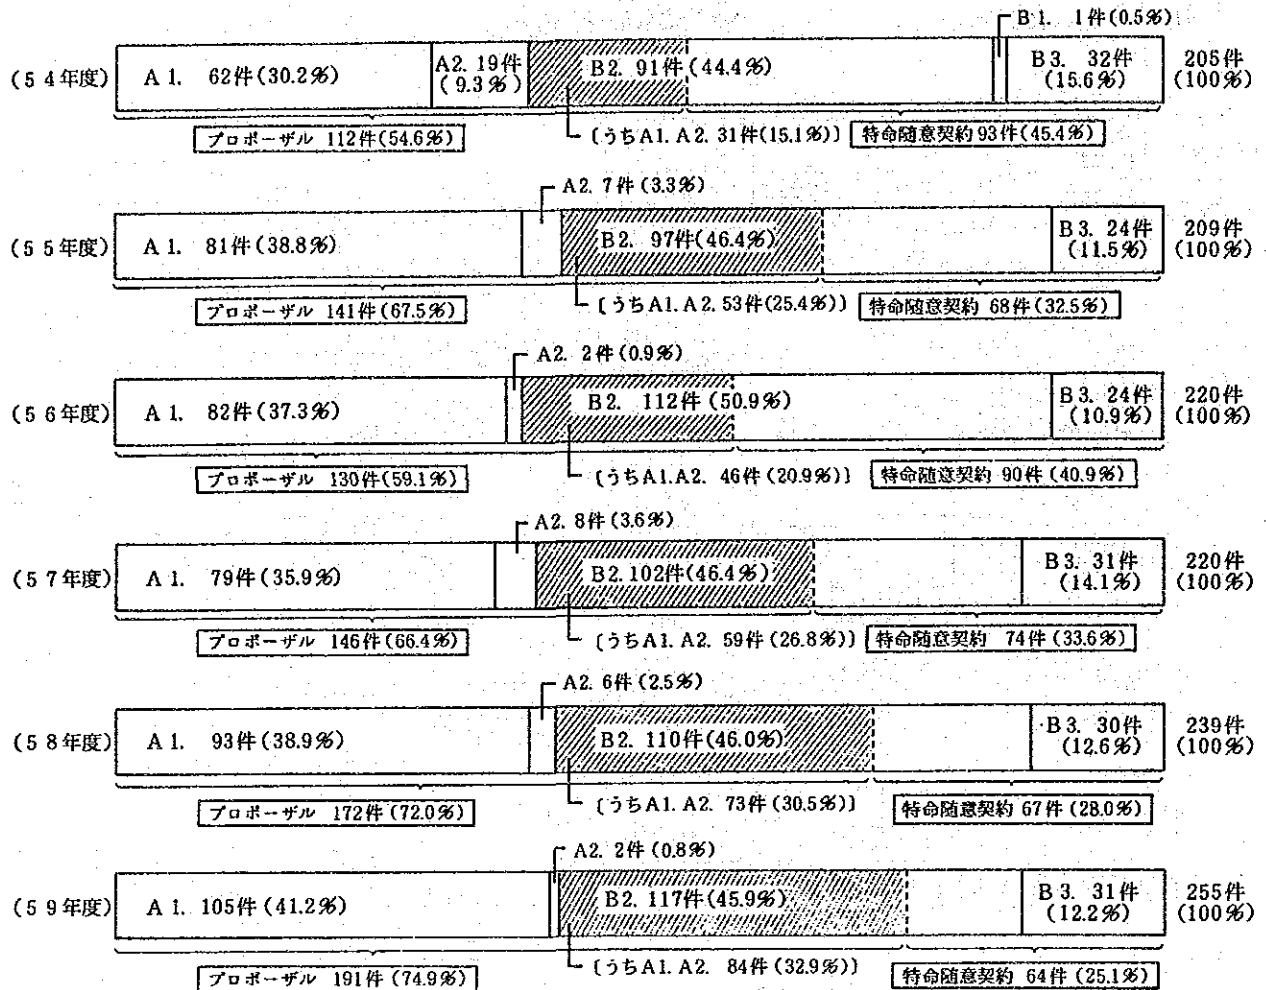 B1. 1件(0.5%)
(54年度) A1. 62件(30.2%) A2. 19件(9.3%) B2. 91件(44.4%) B3. 32件(15.6%) 205件(100%)
プロポーザル 112件(54.6%) 〔うちA1. A2. 31件(15.1%)〕 特命随意契約 93件(45.4%)
A2. 7件(3.3%)
(55年度) A1. 81件(38.8%) B2. 97件(46.4%) B3. 24件(11.5%) 209件(100%)
プロポーザル 141件(67.5%) 〔うちA1. A2. 53件(25.4%)〕 特命随意契約 68件(32.5%)
A2. 2件(0.9%)
(56年度) A1. 82件(37.3%) B2. 112件(50.9%) B3. 24件(10.9%) 220件(100%)
プロポーザル 130件(59.1%) 〔うちA1. A2. 46件(20.9%)〕 特命随意契約 90件(40.9%)
A2. 8件(3.6%)
(57年度) A1. 79件(35.9%) B2. 102件(46.4%) B3. 31件(14.1%) 220件(100%)
プロポーザル 146件(66.4%) 〔うちA1. A2. 59件(26.8%)〕 特命随意契約 74件(33.6%)
A2. 6件(2.5%)
(58年度) A1. 93件(38.9%) B2. 110件(46.0%) B3. 30件(12.6%) 239件(100%)
プロポーザル 172件(72.0%) 〔うちA1. A2. 73件(30.5%)〕 特命随意契約 67件(28.0%)
A2. 2件(0.8%)
(59年度) A1. 105件(41.2%) B2. 117件(45.9%) B3. 31件(12.2%) 255件(100%)
プロポーザル 191件(74.9%) 〔うちA1. A2. 84件(32.9%)〕 特命随意契約 64件(25.1%)